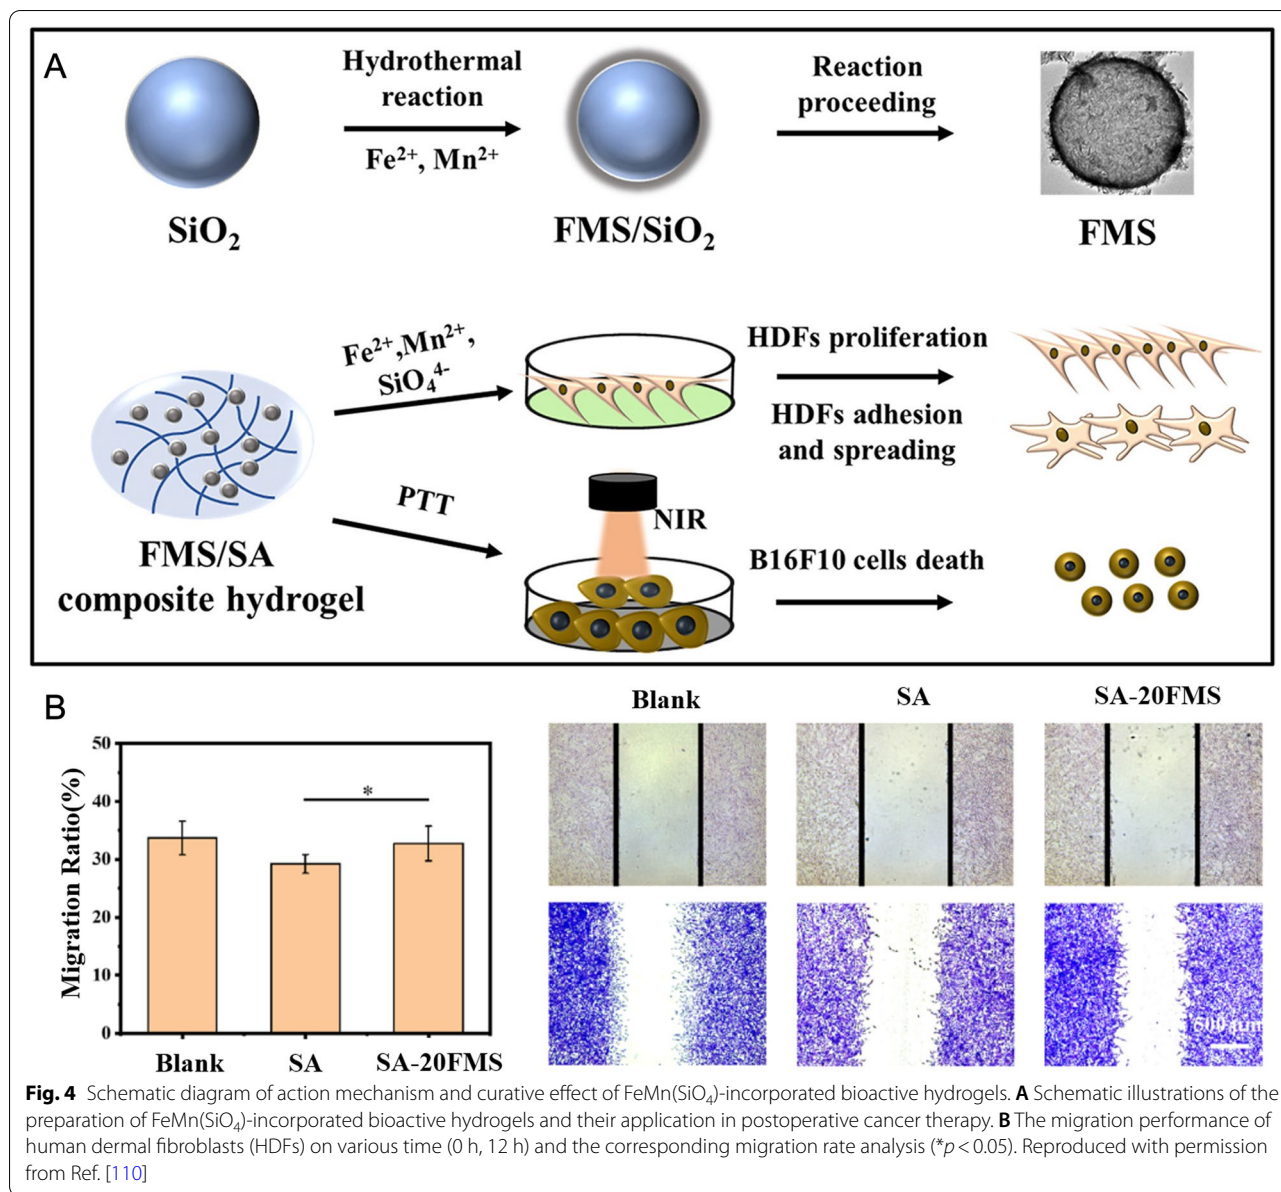 A
Hydrothermal
reaction
Fe²⁺, Mn²⁺
Reaction
proceeding
SiO₂
FMS/SiO₂
FMS
Fe²⁺,Mn²⁺,
SiO₄⁴⁻
HDFs proliferation
HDFs adhesion
and spreading
PTT
NIR
FMS/SA
composite hydrogel
B16F10 cells death
B
Migration Ratio(%)
50
40
30
20
10
0
*
Blank
SA
SA-20FMS
Blank
SA
SA-20FMS
600 μm
Fig. 4 Schematic diagram of action mechanism and curative effect of FeMn(SiO₄)-incorporated bioactive hydrogels. A Schematic illustrations of the
preparation of FeMn(SiO₄)-incorporated bioactive hydrogels and their application in postoperative cancer therapy. B The migration performance of
human dermal fibroblasts (HDFs) on various time (0 h, 12 h) and the corresponding migration rate analysis (*p < 0.05). Reproduced with permission
from Ref. [110]